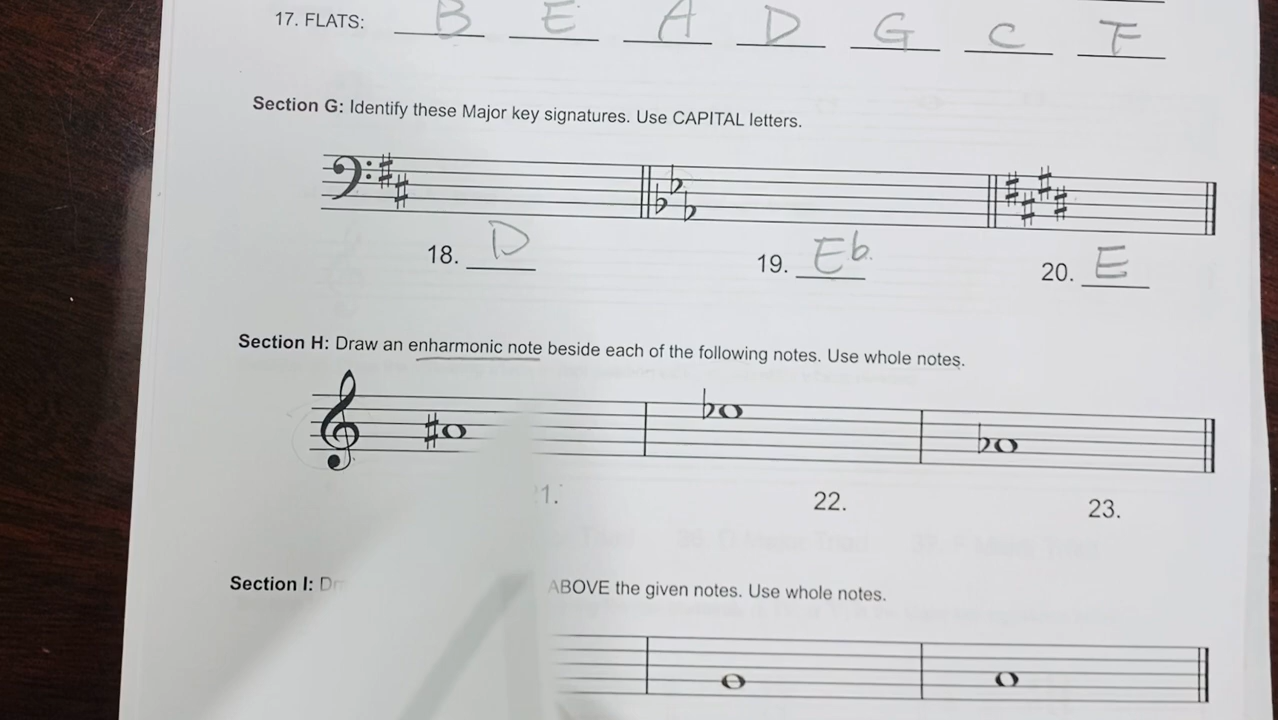 17. FLATS: B E A D G C F
Section G: Identify these Major key signatures. Use CAPITAL letters.
18. D 19. Eb 20. E
Section H: Draw an enharmonic note beside each of the following notes. Use whole notes.
1. 22. 23.
Section I: ABOVE the given notes. Use whole notes.